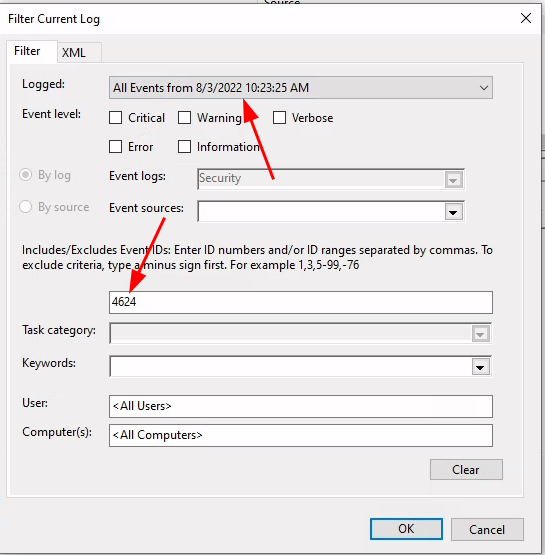 Source
Filter Current Log
Filter XML
Logged: All Events from 8/3/2022 10:23:25 AM
Event level: Critical Warning Verbose
Error Information
By log Event logs: Security
By source Event sources:
Includes/Excludes Event IDs: Enter ID numbers and/or ID ranges separated by commas. To
exclude criteria, type a minus sign first. For example 1,3,5-99,-76
4624
Task category:
Keywords:
User: <All Users>
Computer(s): <All Computers>
Clear
OK Cancel